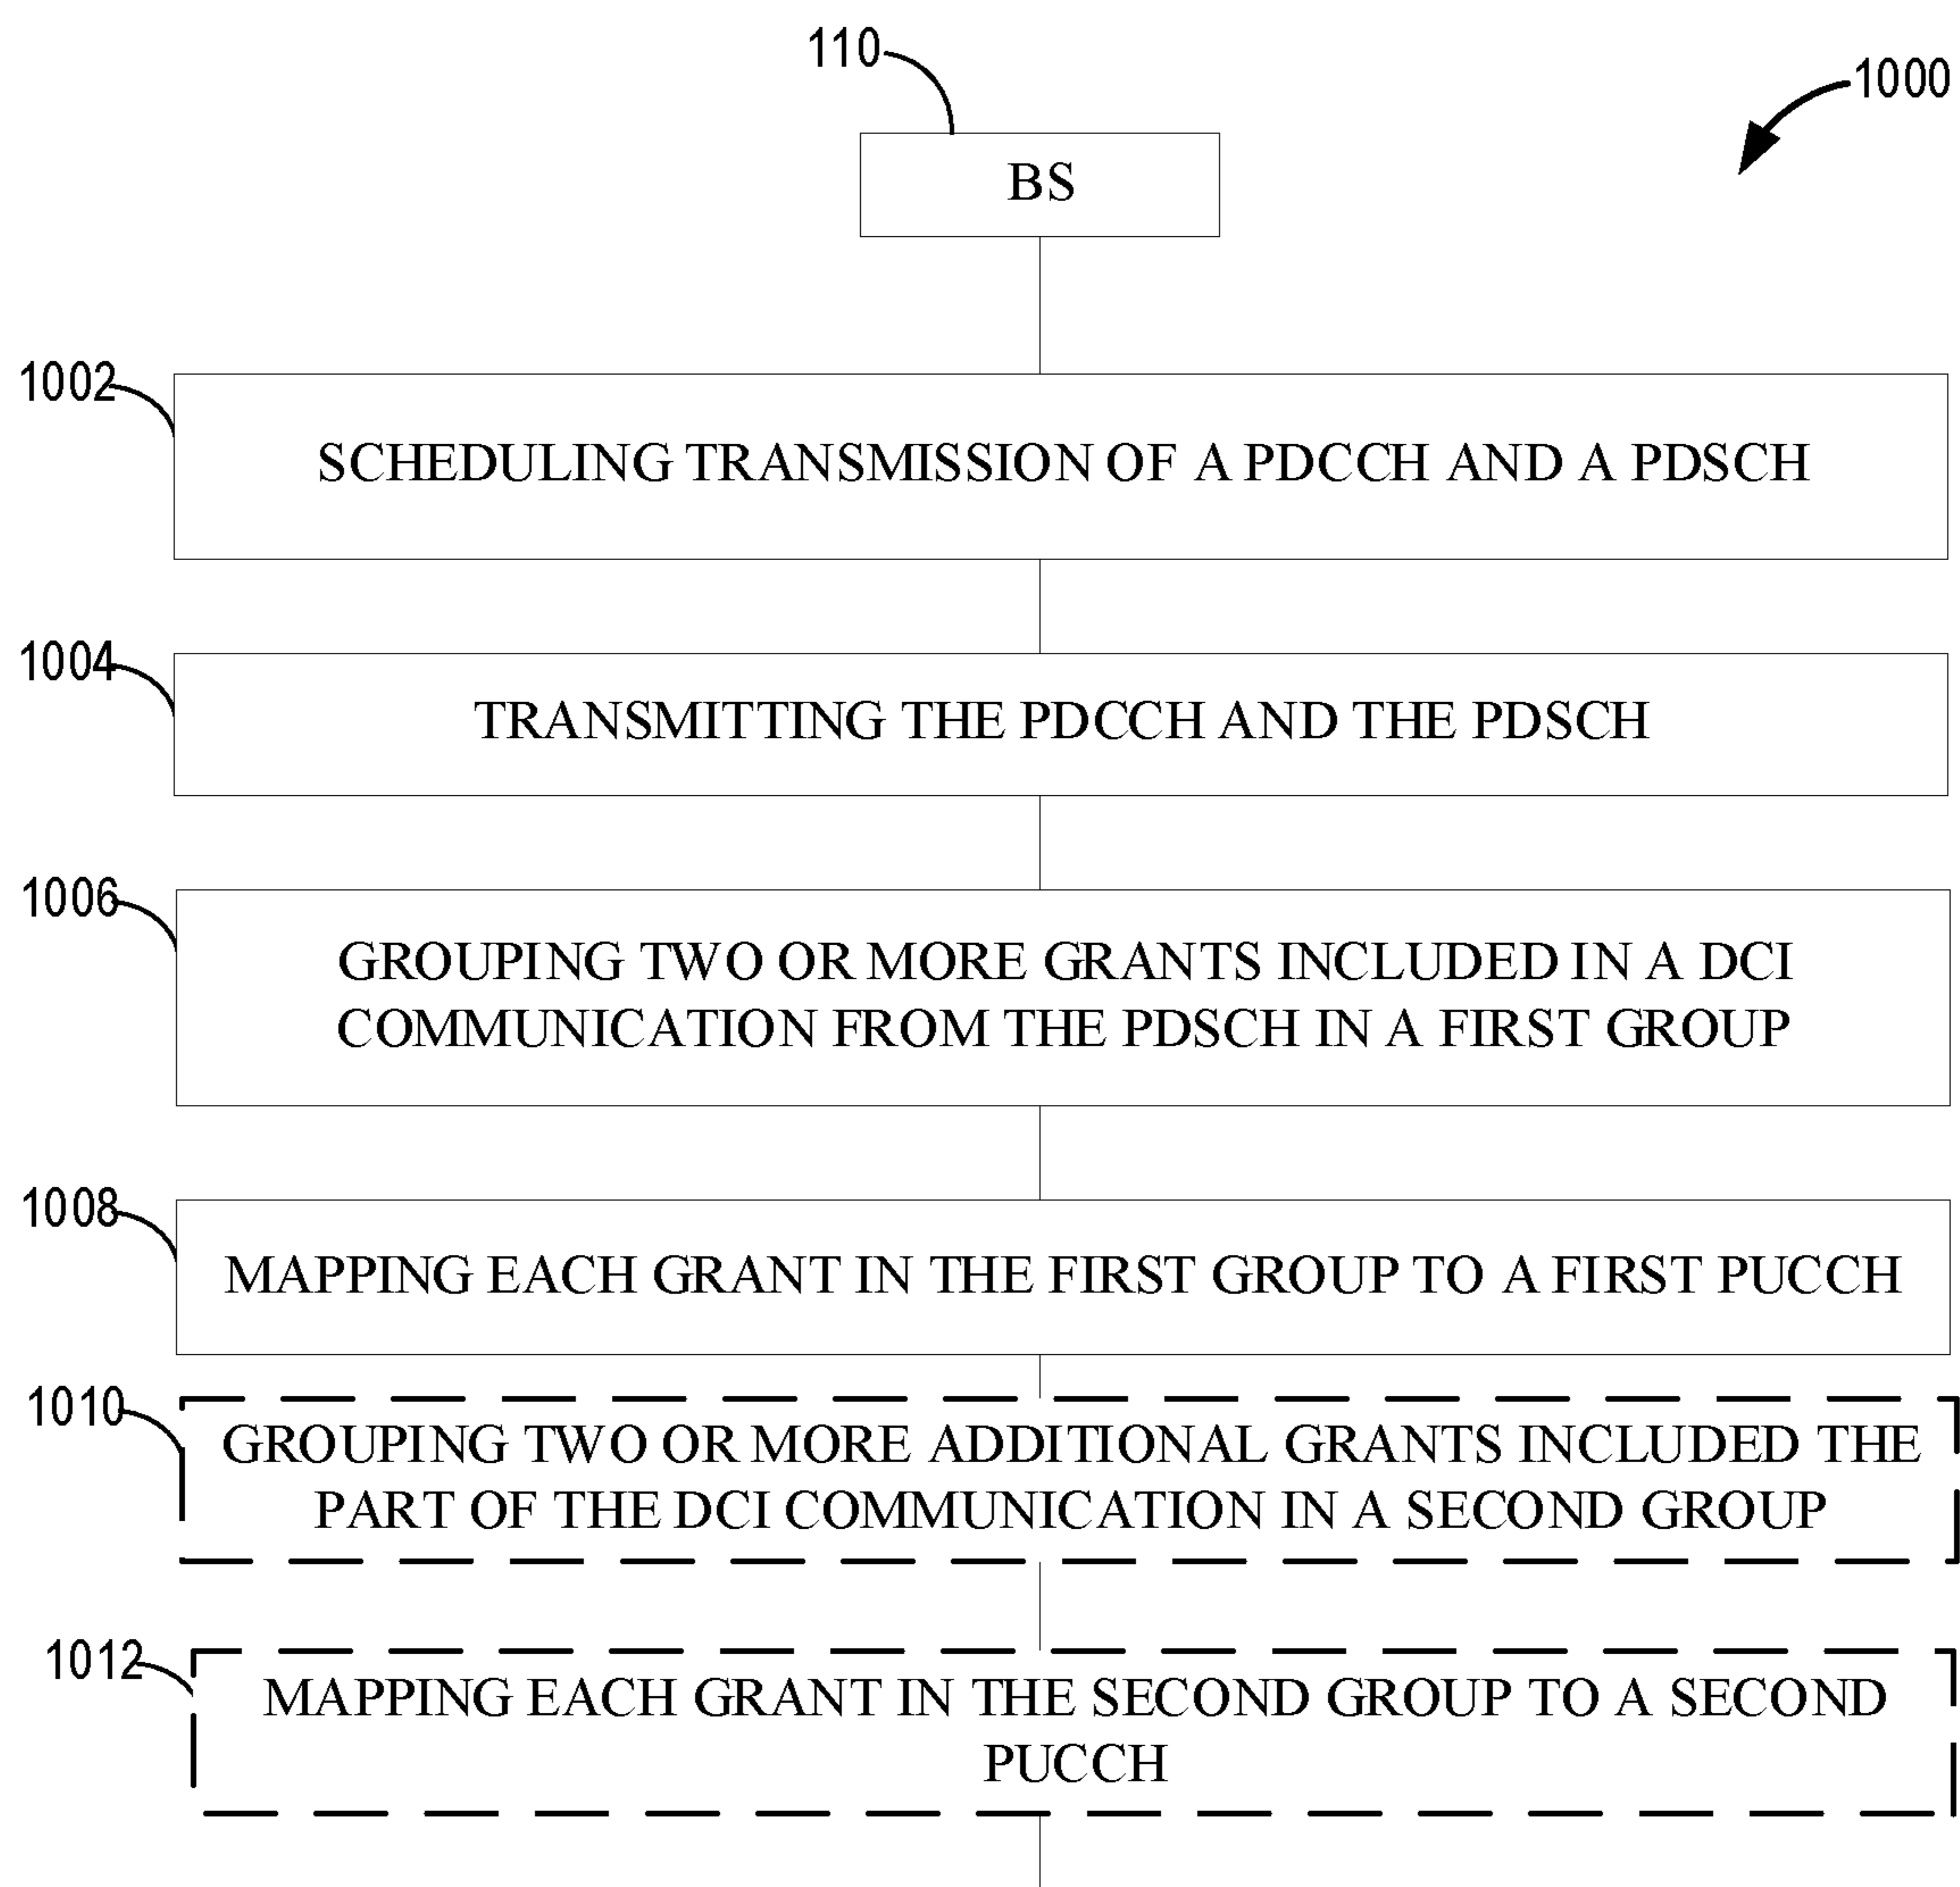 110
1000
BS
1002
SCHEDULING TRANSMISSION OF A PDCCH AND A PDSCH
1004
TRANSMITTING THE PDCCH AND THE PDSCH
1006
GROUPING TWO OR MORE GRANTS INCLUDED IN A DCI
COMMUNICATION FROM THE PDSCH IN A FIRST GROUP
1008
MAPPING EACH GRANT IN THE FIRST GROUP TO A FIRST PUCCH
1010
GROUPING TWO OR MORE ADDITIONAL GRANTS INCLUDED THE
PART OF THE DCI COMMUNICATION IN A SECOND GROUP
1012
MAPPING EACH GRANT IN THE SECOND GROUP TO A SECOND
PUCCH